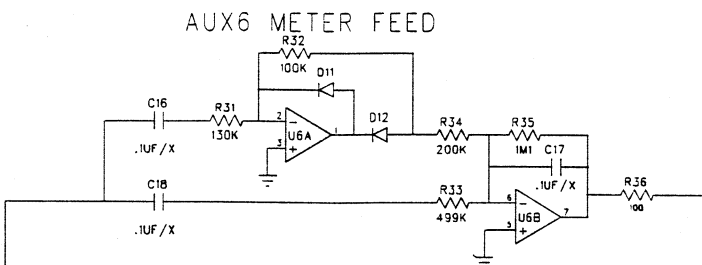 AUX6 METER FEED
R32
100K
D11
C16
R31
2
U6A
1
D12
R34
R35
130K
3
200K
1M1
C17
.1UF/X
C18
R33
.1UF/X
R36
6
U6B
7
100
499K
5
.1UF/X